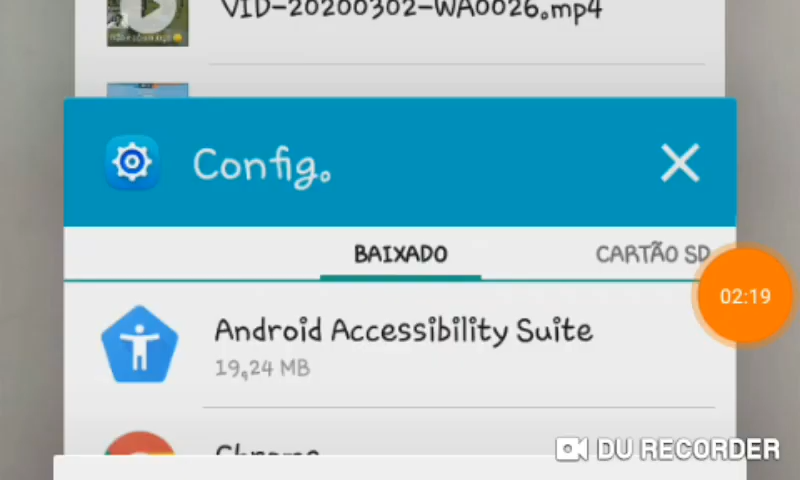 VID-20200302-WA0026.mp4
Config.
BAIXADO
CARTÃO SD
02:19
Android Accessibility Suite
19,24 MB
Chrome
DU RECORDER